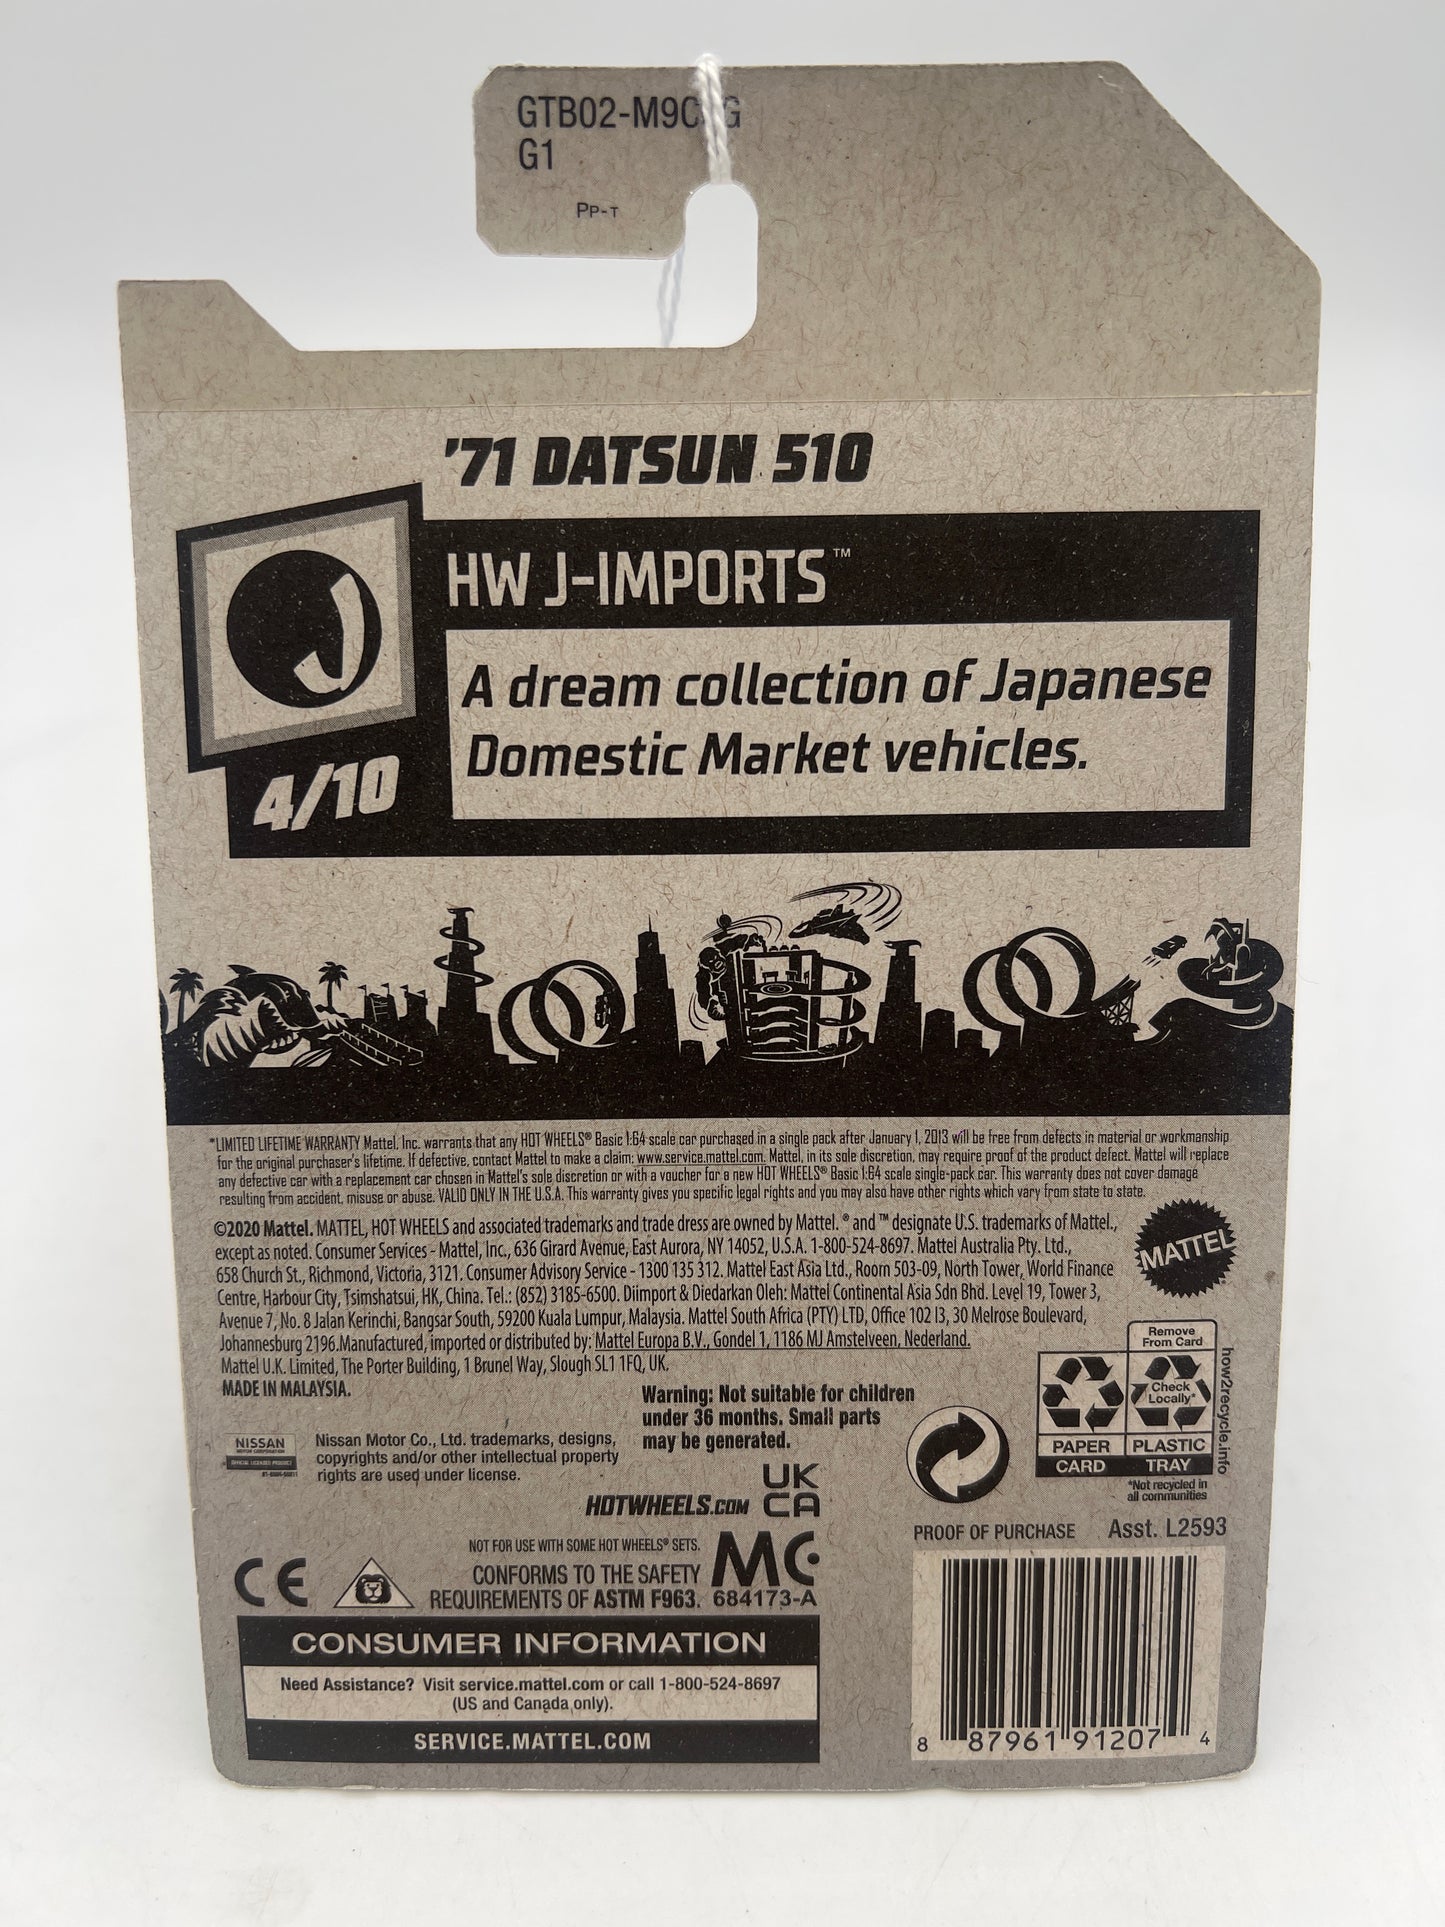 GTB02-M9C G
G1
PP-T
'71 DATSUN 510
HW J-IMPORTS™
J
A dream collection of Japanese
Domestic Market vehicles.
4/10
*LIMITED LIFETIME WARRANTY Mattel, Inc. warrants that any HOT WHEELS® Basic 1:64 scale car purchased in a single pack after January 1, 2013 will be free from defects in material or workmanship
for the original purchaser's lifetime. If defective, contact Mattel to make a claim: www.service.mattel.com. Mattel, in its sole discretion, may require proof of the product defect. Mattel will replace
any defective car with a replacement car chosen in Mattel's sole discretion or with a voucher for a new HOT WHEELS® Basic 1:64 scale single-pack car. This warranty does not cover damage
resulting from accident, misuse or abuse. VALID ONLY IN THE U.S.A. This warranty gives you specific legal rights and you may also have other rights which vary from state to state.
©2020 Mattel. MATTEL, HOT WHEELS and associated trademarks and trade dress are owned by Mattel. ® and ™ designate U.S. trademarks of Mattel.,
except as noted. Consumer Services - Mattel, Inc., 636 Girard Avenue, East Aurora, NY 14052, U.S.A. 1-800-524-8697. Mattel Australia Pty. Ltd.,
658 Church St., Richmond, Victoria, 3121. Consumer Advisory Service - 1300 135 312. Mattel East Asia Ltd., Room 503-09, North Tower, World Finance
Centre, Harbour City, Tsimshatsui, HK, China. Tel.: (852) 3185-6500. Diimport & Diedarkan Oleh: Mattel Continental Asia Sdn Bhd. Level 19, Tower 3,
Avenue 7, No. 8 Jalan Kerinchi, Bangsar South, 59200 Kuala Lumpur, Malaysia. Mattel South Africa (PTY) LTD, Office 102 I3, 30 Melrose Boulevard,
Johannesburg 2196.Manufactured, imported or distributed by: Mattel Europa B.V., Gondel 1, 1186 MJ Amstelveen, Nederland.
Mattel U.K. Limited, The Porter Building, 1 Brunel Way, Slough SL1 1FQ, UK.
MADE IN MALAYSIA.
MATTEL
Warning: Not suitable for children
under 36 months. Small parts
may be generated.
Remove
From Card
Check
Locally*
PAPER
CARD
PLASTIC
TRAY
how2recycle.info
*Not recycled in
all communities
NISSAN
Nissan Motor Co., Ltd. trademarks, designs,
copyrights and/or other intellectual property
rights are used under license.
HOTWHEELS.COM
UK
CA
NOT FOR USE WITH SOME HOT WHEELS® SETS.
CONFORMS TO THE SAFETY
REQUIREMENTS OF ASTM F963.
CE
MC
684173-A
PROOF OF PURCHASE
Asst. L2593
CONSUMER INFORMATION
Need Assistance? Visit service.mattel.com or call 1-800-524-8697
(US and Canada only).
SERVICE.MATTEL.COM
8 87961 91207 4